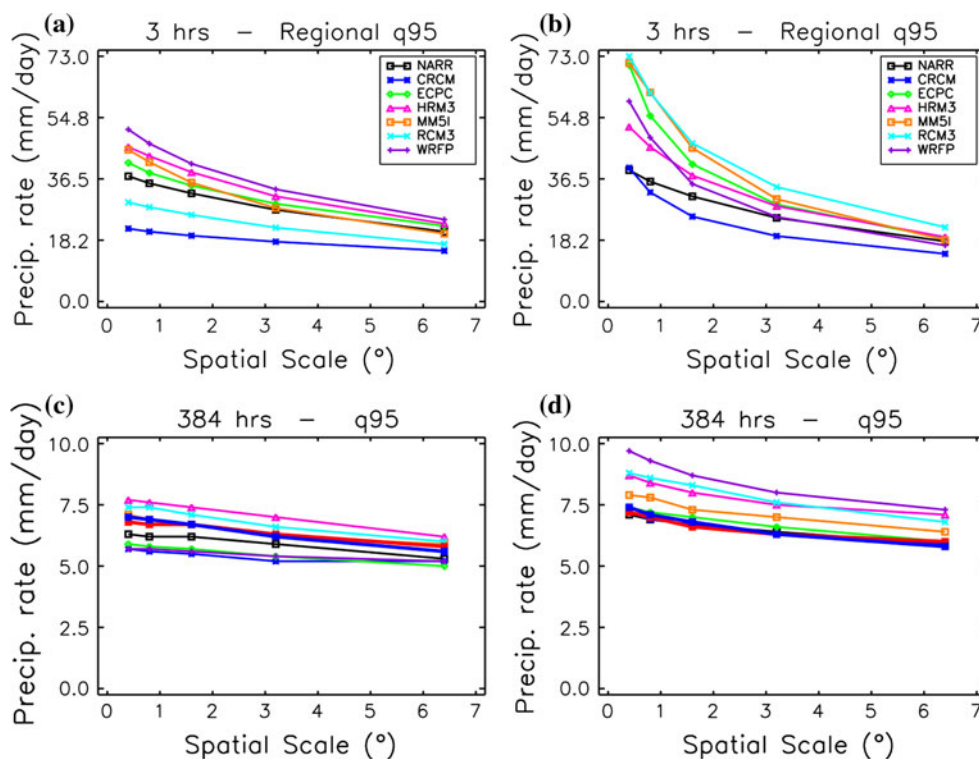 (a)
3 hrs – Regional q95
Precip. rate (mm/day)
73.0
54.8
36.5
18.2
0.0
NARR
CRCM
ECPC
HRM3
MM5I
RCM3
WRFP
0 1 2 3 4 5 6 7
Spatial Scale (°)
(b)
3 hrs – Regional q95
Precip. rate (mm/day)
73.0
54.8
36.5
18.2
0.0
NARR
CRCM
ECPC
HRM3
MM5I
RCM3
WRFP
0 1 2 3 4 5 6 7
Spatial Scale (°)
(c)
384 hrs – q95
Precip. rate (mm/day)
10.0
7.5
5.0
2.5
0.0
0 1 2 3 4 5 6 7
Spatial Scale (°)
(d)
384 hrs – q95
Precip. rate (mm/day)
10.0
7.5
5.0
2.5
0.0
0 1 2 3 4 5 6 7
Spatial Scale (°)